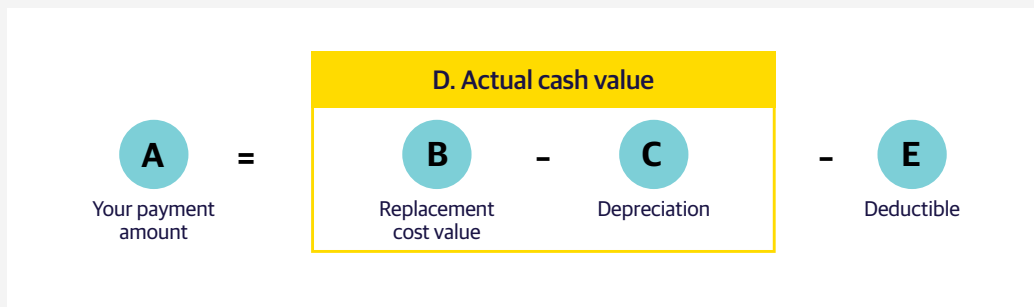 D. Actual cash value
A = B - C - E
Your payment
amount
Replacement
cost value
Depreciation
Deductible